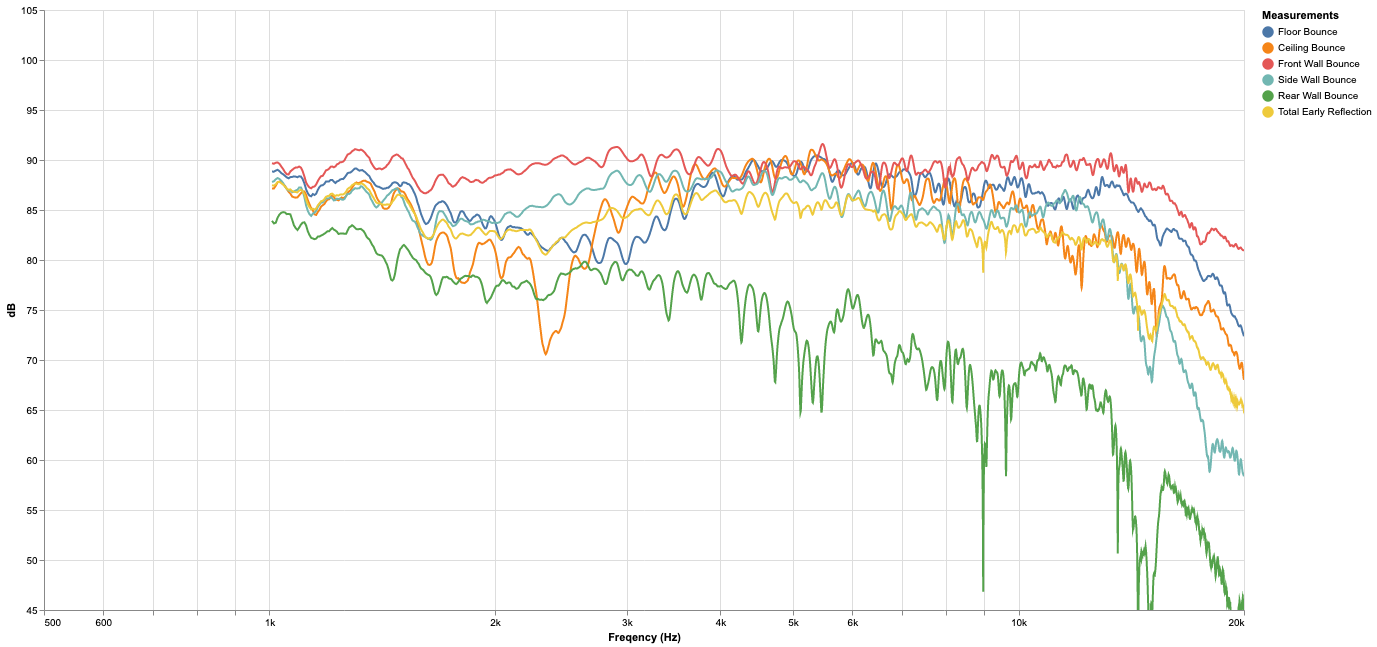 105
100
95
90
85
80
75
70
65
60
55
50
45
dB
500
600
1k
2k
3k
4k
5k
6k
10k
20k
Freqency (Hz)
Measurements
Floor Bounce
Ceiling Bounce
Front Wall Bounce
Side Wall Bounce
Rear Wall Bounce
Total Early Reflection